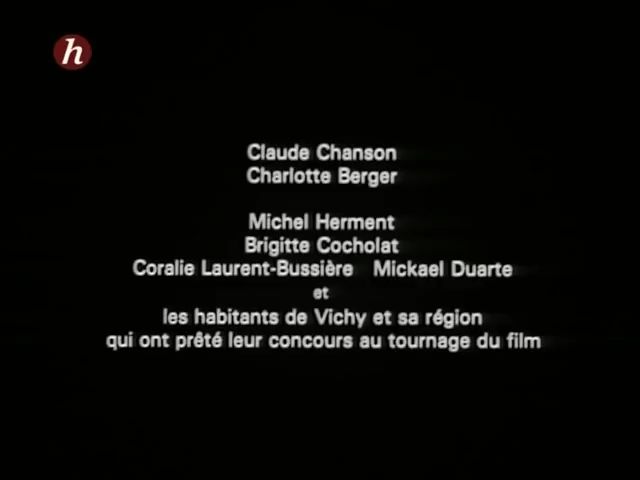 h
Claude Chanson
Charlotte Berger
Michel Herment
Brigitte Cocholat
Coralie Laurent-Bussière Mickael Duarte
et
les habitants de Vichy et sa région
qui ont prêté leur concours au tournage du film